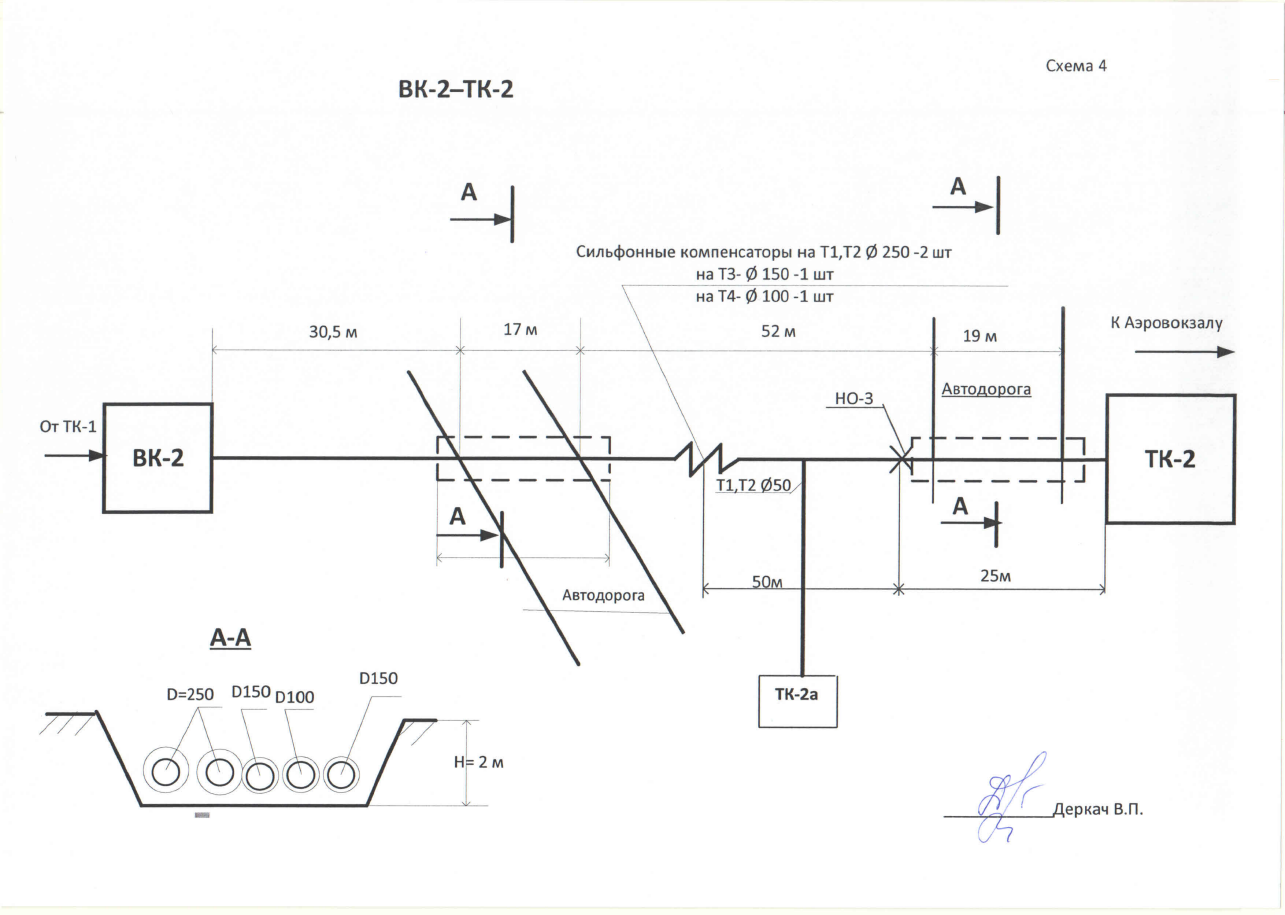 Схема 4
ВК-2–ТК-2
А
А
Сильфонные компенсаторы на Т1,Т2 Ø 250 -2 шт
на Т3- Ø 150 -1 шт
на Т4- Ø 100 -1 шт
30,5 м
17 м
52 м
19 м
К Аэровокзалу
Автодорога
НО-3
От ТК-1
ВК-2
ТК-2
Т1,Т2 Ø50
А
А
50м
25м
Автодорога
А-А
ТК-2а
D=250
D150
D100
D150
Н= 2 м
Деркач В.П.